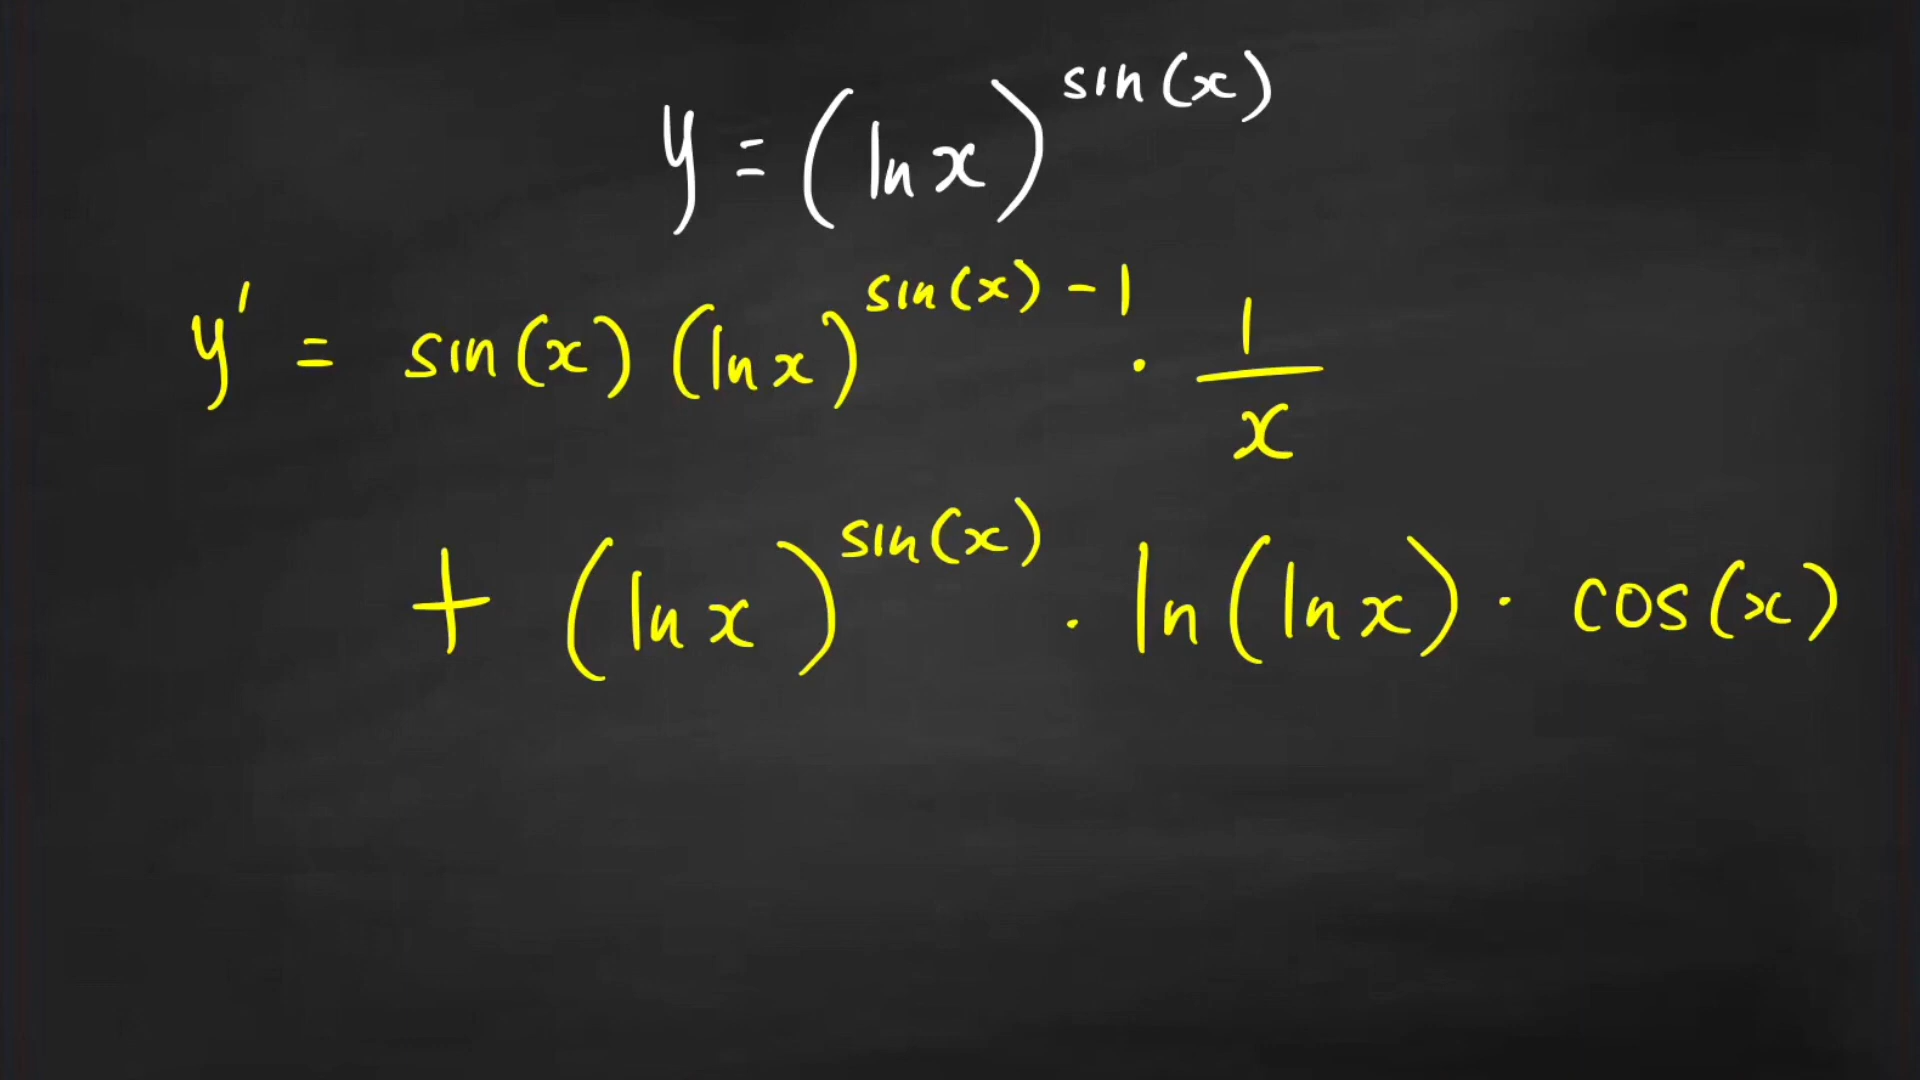 y = (ln x)^sin(x)
y' = sin(x) (ln x)^sin(x) - 1 · 1/x
+ (ln x)^sin(x) · ln(ln x) · cos(x)